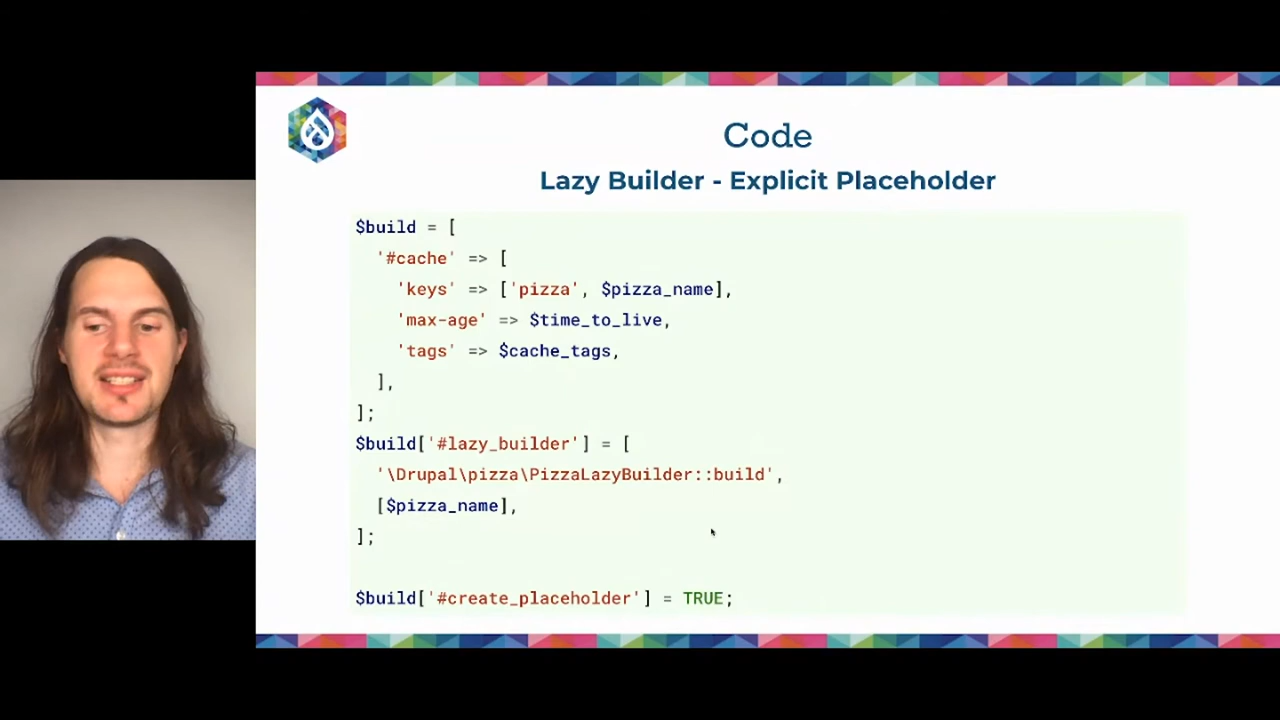 Code
Lazy Builder - Explicit Placeholder
$build = [
  '#cache' => [
    'keys' => ['pizza', $pizza_name],
    'max-age' => $time_to_live,
    'tags' => $cache_tags,
  ],
];
$build['#lazy_builder'] = [
  '\Drupal\pizza\PizzaLazyBuilder::build',
  [$pizza_name],
];
$build['#create_placeholder'] = TRUE;